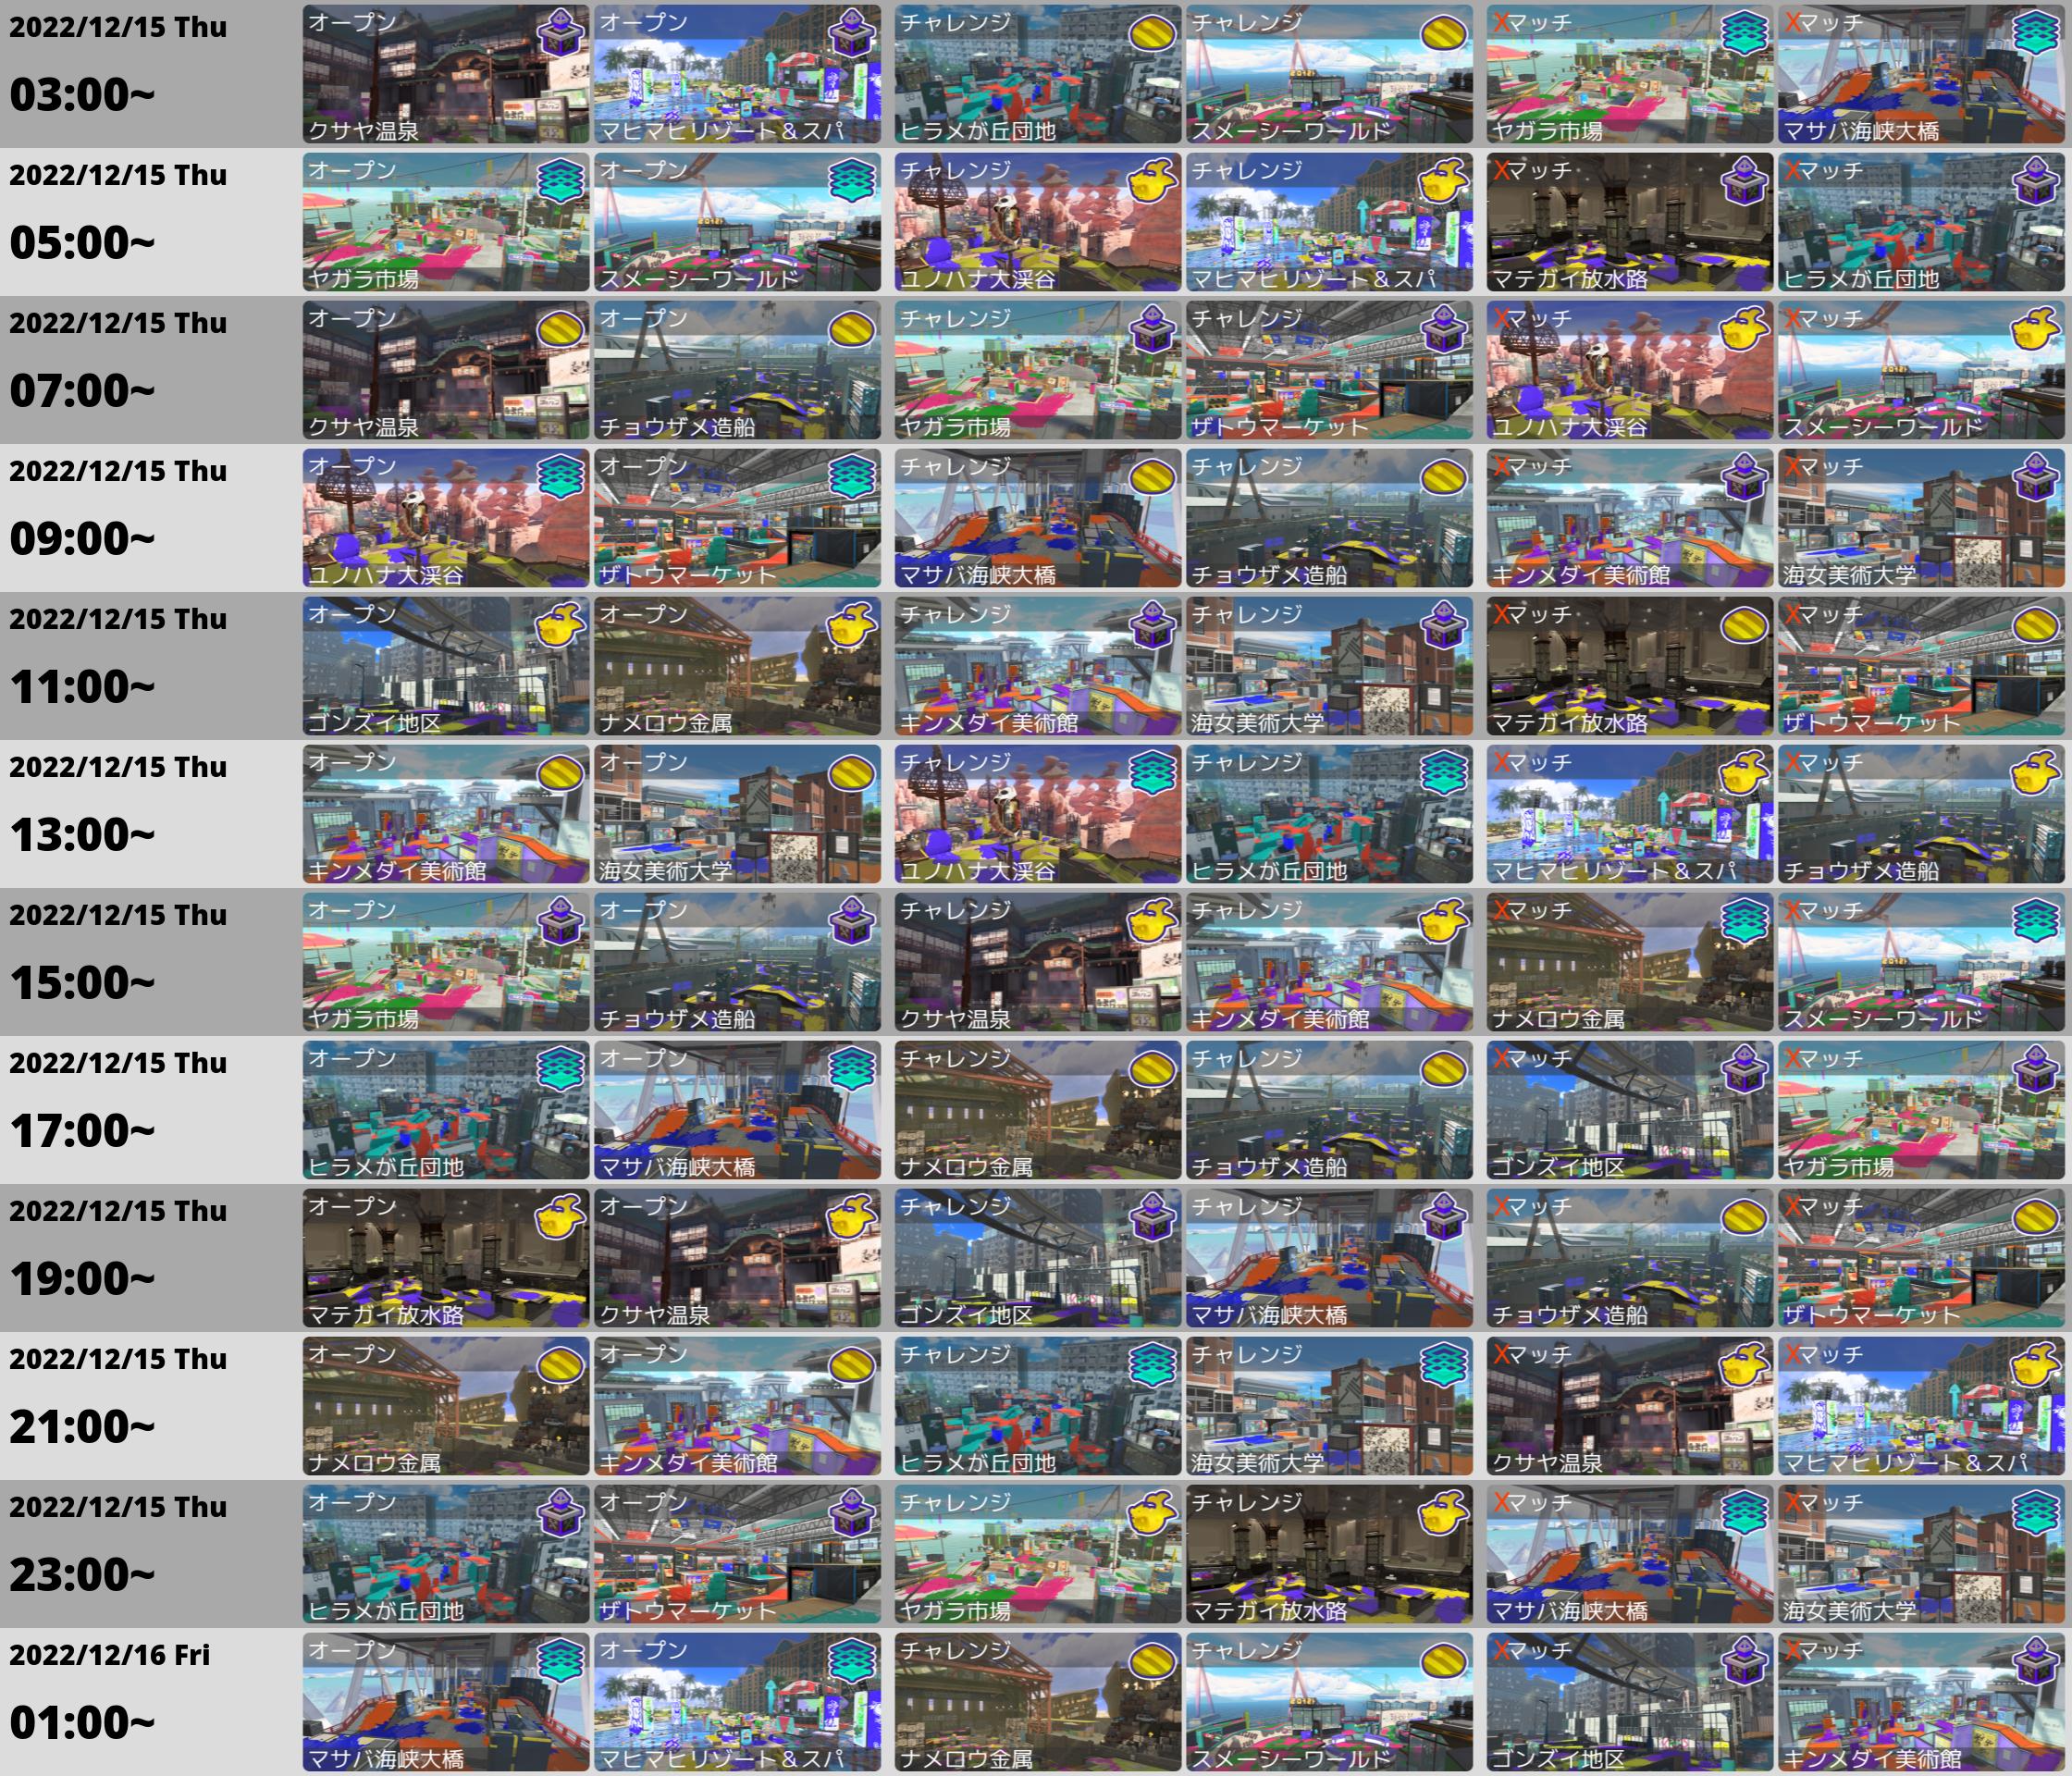 2022/12/15 Thu
03:00~
オープン
クサヤ温泉
オープン
マヒマヒリゾート＆スパ
チャレンジ
ヒラメが丘団地
チャレンジ
スメーシーワールド
Xマッチ
ヤガラ市場
Xマッチ
マサバ海峡大橋
2022/12/15 Thu
05:00~
オープン
ヤガラ市場
オープン
スメーシーワールド
チャレンジ
ユノハナ大渓谷
チャレンジ
マヒマヒリゾート＆スパ
Xマッチ
マテガイ放水路
Xマッチ
ヒラメが丘団地
2022/12/15 Thu
07:00~
オープン
クサヤ温泉
オープン
チョウザメ造船
チャレンジ
ヤガラ市場
チャレンジ
ザトウマーケット
Xマッチ
ユノハナ大渓谷
Xマッチ
スメーシーワールド
2022/12/15 Thu
09:00~
オープン
ユノハナ大渓谷
オープン
ザトウマーケット
チャレンジ
マサバ海峡大橋
チャレンジ
チョウザメ造船
Xマッチ
キンメダイ美術館
Xマッチ
海女美術大学
2022/12/15 Thu
11:00~
オープン
ゴンズイ地区
オープン
ナメロウ金属
チャレンジ
キンメダイ美術館
チャレンジ
海女美術大学
Xマッチ
マテガイ放水路
Xマッチ
ザトウマーケット
2022/12/15 Thu
13:00~
オープン
キンメダイ美術館
オープン
海女美術大学
チャレンジ
ユノハナ大渓谷
チャレンジ
ヒラメが丘団地
Xマッチ
マヒマヒリゾート＆スパ
Xマッチ
チョウザメ造船
2022/12/15 Thu
15:00~
オープン
ヤガラ市場
オープン
チョウザメ造船
チャレンジ
クサヤ温泉
チャレンジ
キンメダイ美術館
Xマッチ
ナメロウ金属
Xマッチ
スメーシーワールド
2022/12/15 Thu
17:00~
オープン
ヒラメが丘団地
オープン
マサバ海峡大橋
チャレンジ
ナメロウ金属
チャレンジ
チョウザメ造船
Xマッチ
ゴンズイ地区
Xマッチ
ヤガラ市場
2022/12/15 Thu
19:00~
オープン
マテガイ放水路
オープン
クサヤ温泉
チャレンジ
ゴンズイ地区
チャレンジ
マサバ海峡大橋
Xマッチ
チョウザメ造船
Xマッチ
ザトウマーケット
2022/12/15 Thu
21:00~
オープン
ナメロウ金属
オープン
キンメダイ美術館
チャレンジ
ヒラメが丘団地
チャレンジ
海女美術大学
Xマッチ
クサヤ温泉
Xマッチ
マヒマヒリゾート＆スパ
2022/12/15 Thu
23:00~
オープン
ヒラメが丘団地
オープン
ザトウマーケット
チャレンジ
ヤガラ市場
チャレンジ
マテガイ放水路
Xマッチ
マサバ海峡大橋
Xマッチ
海女美術大学
2022/12/16 Fri
01:00~
オープン
マサバ海峡大橋
オープン
マヒマヒリゾート＆スパ
チャレンジ
ナメロウ金属
チャレンジ
スメーシーワールド
Xマッチ
ゴンズイ地区
Xマッチ
キンメダイ美術館